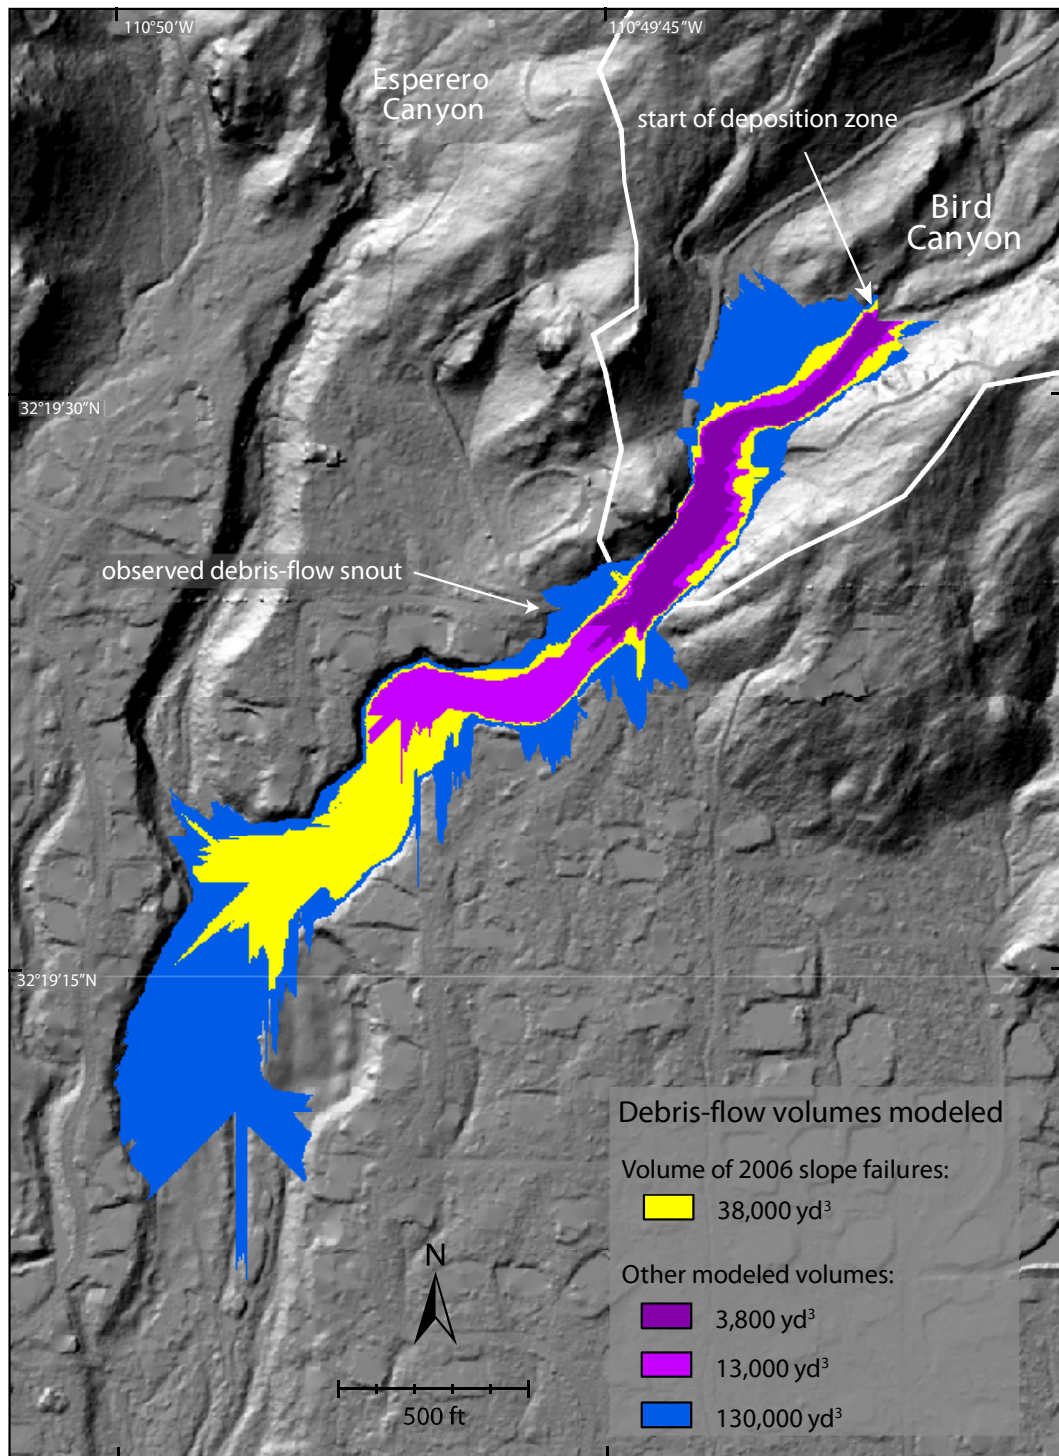 110°50′W
110°49′45″W
Esperero
Canyon
start of deposition zone
Bird
Canyon
32°19′30″N
observed debris-flow snout
32°19′15″N
Debris-flow volumes modeled
Volume of 2006 slope failures:
38,000 yd³
Other modeled volumes:
3,800 yd³
13,000 yd³
130,000 yd³
N
500 ft